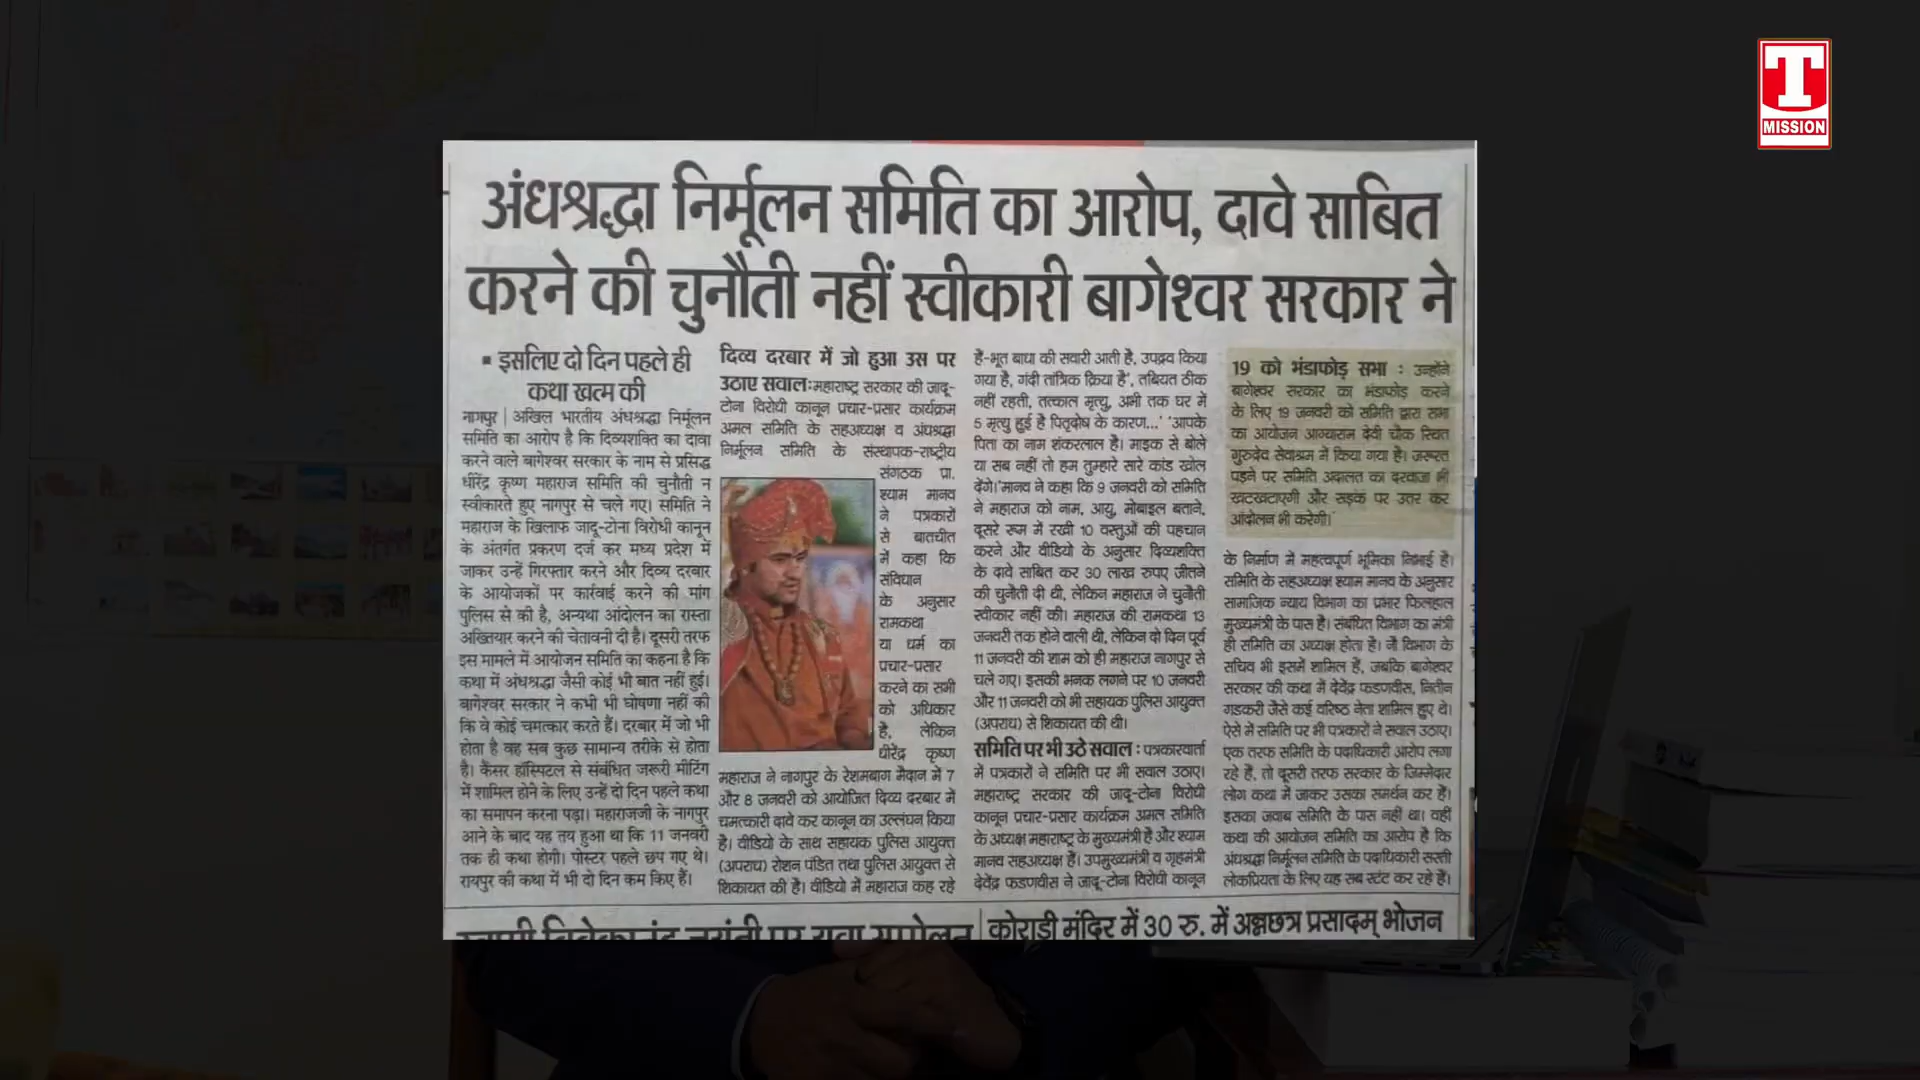 T
MISSION
अंधश्रद्धा निर्मूलन समिति का आरोप, दावे साबित
करने की चुनौती नहीं स्वीकारी बागेश्वर सरकार ने
▪ इसलिए दो दिन पहले ही
कथा खत्म की
नागपुर | अखिल भारतीय अंधश्रद्धा निर्मूलन
समिति का आरोप है कि दिव्यशक्ति का दावा
करने वाले बागेश्वर सरकार के नाम से प्रसिद्ध
धीरेंद्र कृष्ण महाराज समिति की चुनौती न
स्वीकारते हुए नागपुर से चले गए। समिति ने
महाराज के खिलाफ जादू-टोना विरोधी कानून
के अंतर्गत प्रकरण दर्ज कर मध्य प्रदेश में
जाकर उन्हें गिरफ्तार करने और दिव्य दरबार
के आयोजकों पर कार्रवाई करने की मांग
पुलिस से की है, अन्यथा आंदोलन का रास्ता
अख्तियार करने की चेतावनी दी है। दूसरी तरफ
इस मामले में आयोजन समिति का कहना है कि
कथा में अंधश्रद्धा जैसी कोई भी बात नहीं हुई।
बागेश्वर सरकार ने कभी भी घोषणा नहीं की
कि वे कोई चमत्कार करते हैं। दरबार में जो भी
होता है वह सब कुछ सामान्य तरीके से होता
है। कैंसर हॉस्पिटल से संबंधित जरूरी मीटिंग
में शामिल होने के लिए उन्हें दो दिन पहले कथा
का समापन करना पड़ा। महाराजजी के नागपुर
आने के बाद यह तय हुआ था कि 11 जनवरी
तक ही कथा होगी। पोस्टर पहले छप गए थे।
रायपुर की कथा में भी दो दिन कम किए हैं।
दिव्य दरबार में जो हुआ उस पर
उठाए सवाल: महाराष्ट्र सरकार की जादू-
टोना विरोधी कानून प्रचार-प्रसार कार्यक्रम
अमल समिति के सहअध्यक्ष व अंधश्रद्धा
निर्मूलन समिति के संस्थापक-राष्ट्रीय
संगठक प्रा.
श्याम मानव
ने पत्रकारों
से बातचीत
में कहा कि
संविधान
के अनुसार
रामकथा
या धर्म का
प्रचार-प्रसार
करने का सभी
को अधिकार
है, लेकिन
धीरेंद्र कृष्ण
महाराज ने नागपुर के रेशमबाग मैदान में 7
और 8 जनवरी को आयोजित दिव्य दरबार में
चमत्कारी दावे कर कानून का उल्लंघन किया
है। वीडियो के साथ सहायक पुलिस आयुक्त
(अपराध) रोशन पंडित तथा पुलिस आयुक्त से
शिकायत की है। वीडियो में महाराज कह रहे
हैं-भूत बाधा की सवारी आती है, उपद्रव किया
गया है, गंदी तांत्रिक क्रिया है', तबियत ठीक
नहीं रहती, तत्काल मृत्यु, अभी तक घर में
5 मृत्यु हुई है पितृदोष के कारण...' 'आपके
पिता का नाम शंकरलाल है। माइक से बोले
या सब नहीं तो हम तुम्हारे सारे कांड खोल
देंगे।'मानव ने कहा कि 9 जनवरी को समिति
ने महाराज को नाम, आयु, मोबाइल बताने,
दूसरे रूम में रखी 10 वस्तुओं की पहचान
करने और वीडियो के अनुसार दिव्यशक्ति
के दावे साबित कर 30 लाख रुपए जीतने
की चुनौती दी थी, लेकिन महाराज ने चुनौती
स्वीकार नहीं की। महाराज की रामकथा 13
जनवरी तक होने वाली थी, लेकिन दो दिन पूर्व
11 जनवरी की शाम को ही महाराज नागपुर से
चले गए। इसकी भनक लगने पर 10 जनवरी
और 11 जनवरी को भी सहायक पुलिस आयुक्त
(अपराध) से शिकायत की थी।
समिति पर भी उठे सवाल : पत्रकारवार्ता
में पत्रकारों ने समिति पर भी सवाल उठाए।
महाराष्ट्र सरकार की जादू-टोना विरोधी
कानून प्रचार-प्रसार कार्यक्रम अमल समिति
के अध्यक्ष महाराष्ट्र के मुख्यमंत्री है और श्याम
मानव सहअध्यक्ष हैं। उपमुख्यमंत्री व गृहमंत्री
देवेंद्र फडणवीस ने जादू-टोना विरोधी कानून
19 को भंडाफोड़ सभा : उन्होंने
बागेश्वर सरकार का भंडाफोड़ करने
के लिए 19 जनवरी को समिति द्वारा सभा
का आयोजन आग्याराम देवी चौक स्थित
गुरुदेव सेवाश्रम में किया गया है। जरूरत
पड़ने पर समिति अदालत का दरवाजा भी
खटखटाएगी और सड़क पर उतर कर
आंदोलन भी करेगी।'
के निर्माण में महत्वपूर्ण भूमिका निभाई है।
समिति के सहअध्यक्ष श्याम मानव के अनुसार
सामाजिक न्याय विभाग का प्रभार फिलहाल
मुख्यमंत्री के पास है। संबंधित विभाग का मंत्री
ही समिति का अध्यक्ष होता है। नौ विभाग के
सचिव भी इसमें शामिल हैं, जबकि बागेश्वर
सरकार की कथा में देवेंद्र फडणवीस, नितीन
गडकरी जैसे कई वरिष्ठ नेता शामिल हुए थे।
ऐसे में समिति पर भी पत्रकारों ने सवाल उठाए।
एक तरफ समिति के पदाधिकारी आरोप लगा
रहे हैं, तो दूसरी तरफ सरकार के जिम्मेदार
लोग कथा में जाकर उसका समर्थन कर हैं।
इसका जवाब समिति के पास नहीं था। वहीं
कथा की आयोजन समिति का आरोप है कि
अंधश्रद्धा निर्मूलन समिति के पदाधिकारी सस्ती
लोकप्रियता के लिए यह सब स्टंट कर रहे हैं।
कोराडी मंदिर में 30 रु. में अन्नछत्र प्रसादम् भोजन